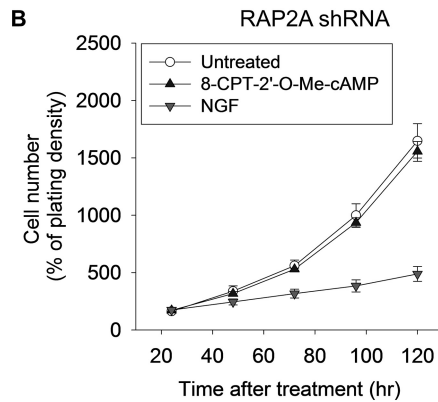 B
RAP2A shRNA
Untreated
8-CPT-2'-O-Me-cAMP
NGF
Cell number
(% of plating density)
2500
2000
1500
1000
500
0
20 40 60 80 100 120
Time after treatment (hr)